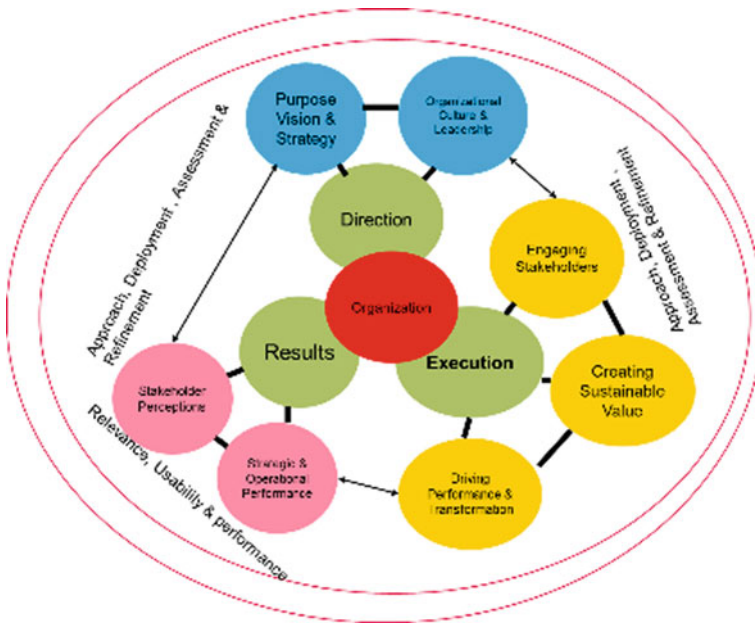 Purpose
Vision &
Strategy
Organizational
Culture &
Leadership
Direction
Engaging
Stakeholders
Approach, Deployment ,
Assessment & Refinement
Approach, Deployment , Assessment &
Refinement
Organization
Results
Execution
Creating
Sustainable
Value
Stakeholder
Perceptions
Strategic &
Operational
Performance
Driving
Performance &
Transformation
Relevance, Usability & performance